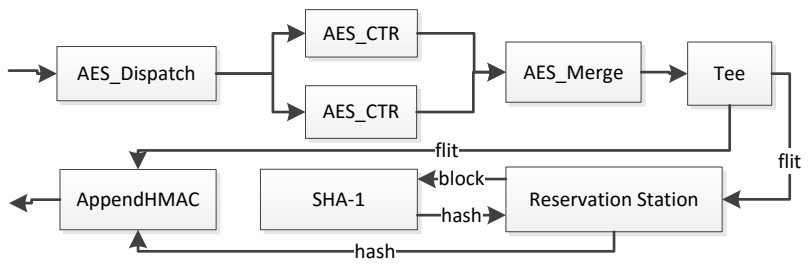 AES_CTR
AES_Dispatch
AES_Merge
Tee
AES_CTR
flit
flit
block
AppendHMAC
SHA-1
Reservation Station
hash
hash